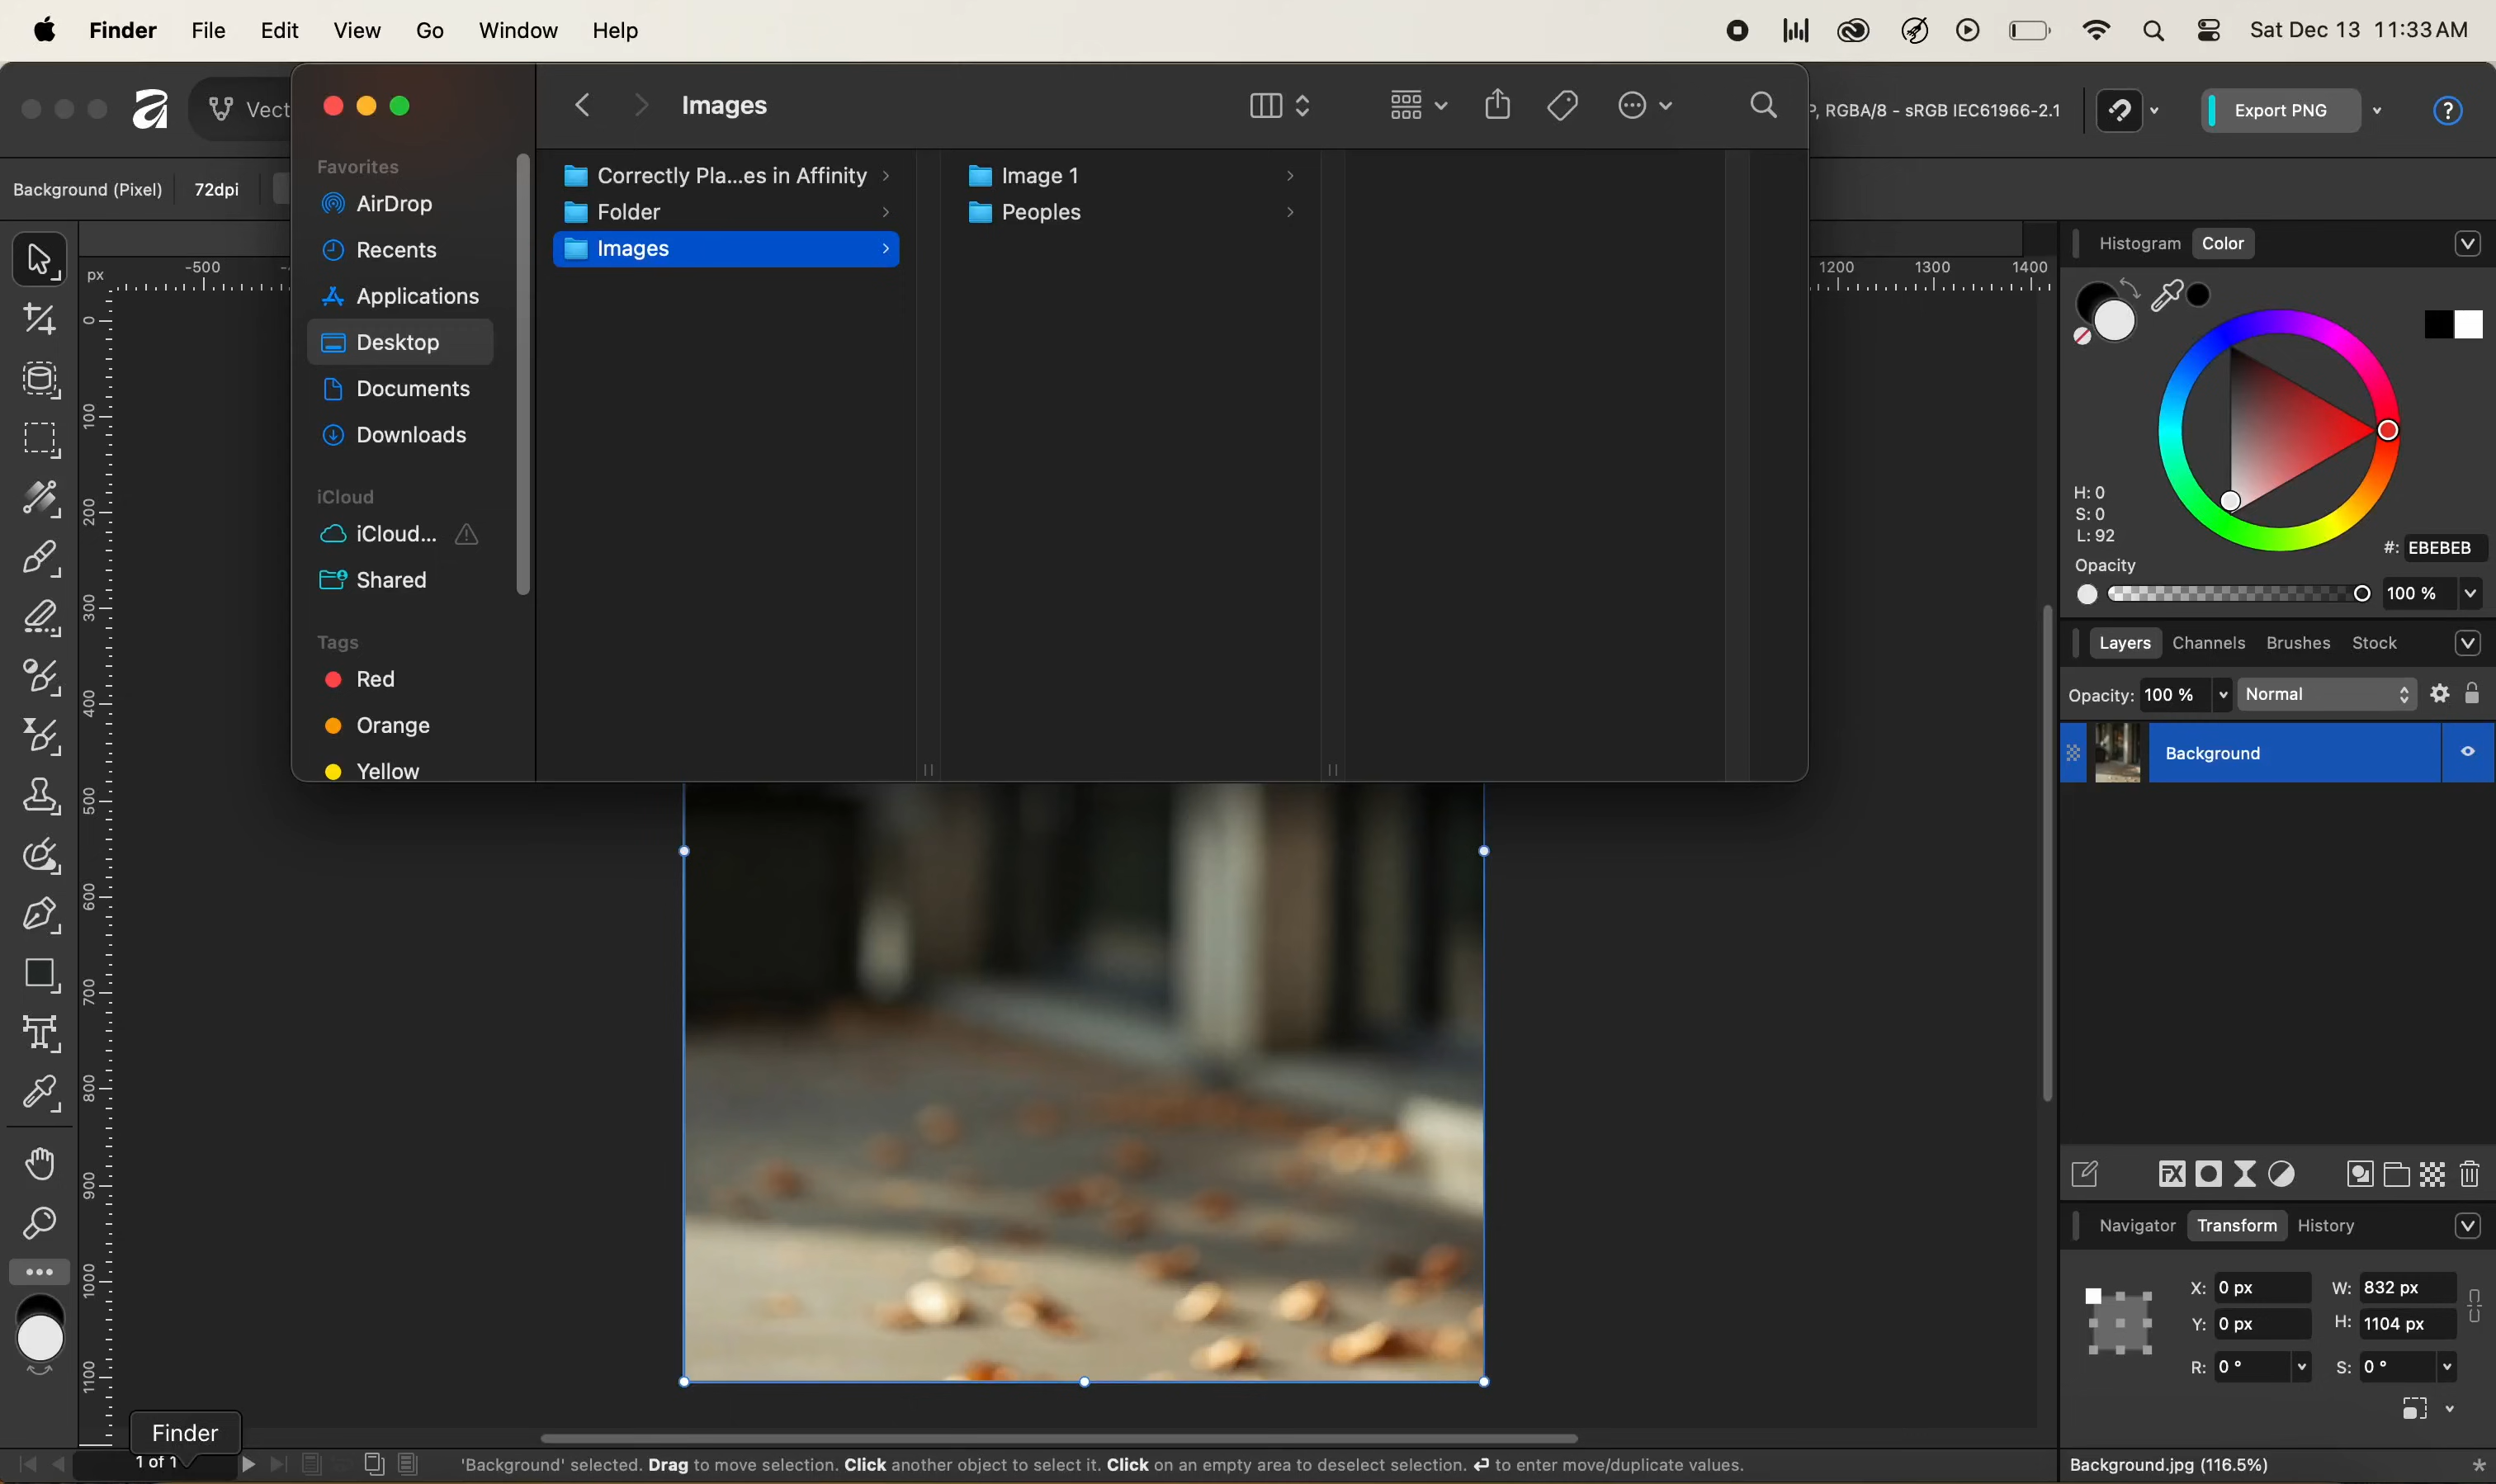 Finder File Edit View Go Window Help Sat Dec 13 11:33 AM
Vect Images P, RGBA/8 - sRGB IEC61966-2.1 Export PNG ?
Background (Pixel) 72dpi
Favorites
AirDrop
Recents
Applications
Desktop
Documents
Downloads
iCloud
iCloud...
Shared
Tags
Red
Orange
Yellow
Correctly Pla...es in Affinity
Folder
Images
Image 1
Peoples
px -500 1200 1300 1400
0
100
200
300
400
500
600
700
800
900
1000
1100
Histogram Color
H: 0
S: 0
L: 92
#: EBEBEB
Opacity
100 %
Layers Channels Brushes Stock
Opacity: 100 % Normal
Background
FX
Navigator Transform History
X: 0 px W: 832 px
Y: 0 px H: 1104 px
R: 0 ° S: 0 °
Finder
1 of 1
'Background' selected. Drag to move selection. Click another object to select it. Click on an empty area to deselect selection. ⏎ to enter move/duplicate values.
Background.jpg (116.5%) *